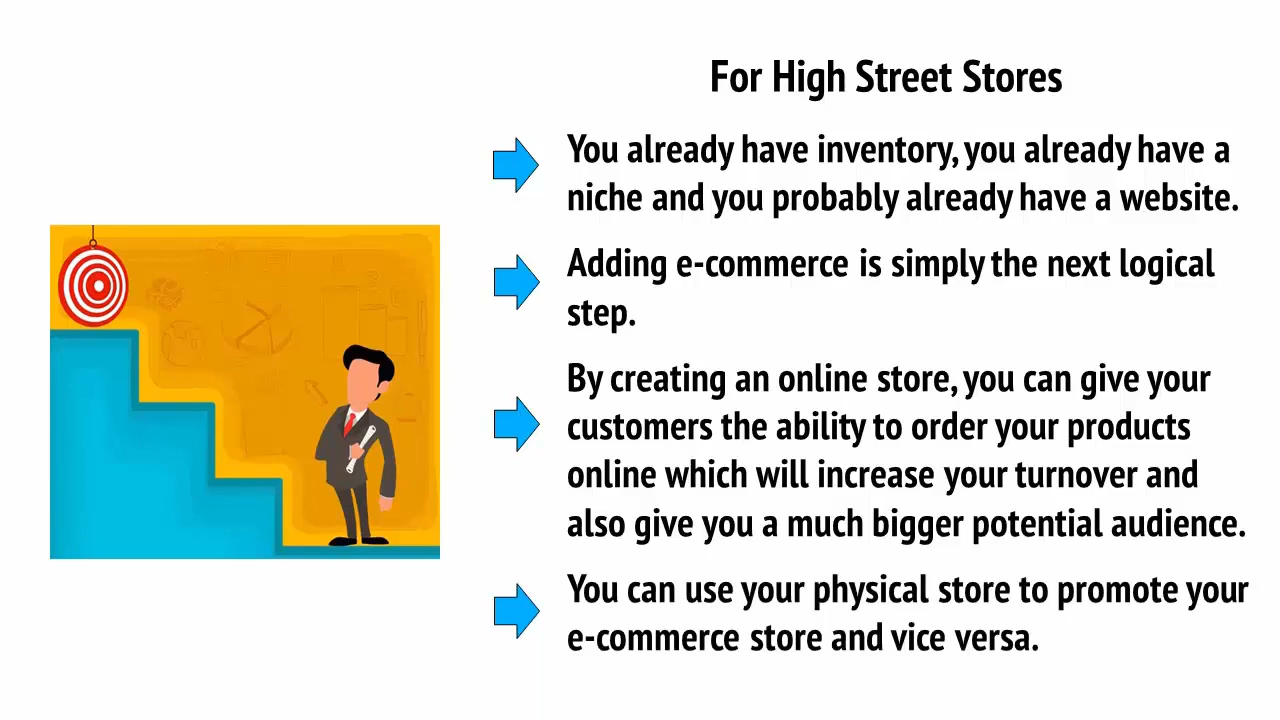 For High Street Stores
You already have inventory, you already have a
niche and you probably already have a website.
Adding e-commerce is simply the next logical
step.
By creating an online store, you can give your
customers the ability to order your products
online which will increase your turnover and
also give you a much bigger potential audience.
You can use your physical store to promote your
e-commerce store and vice versa.